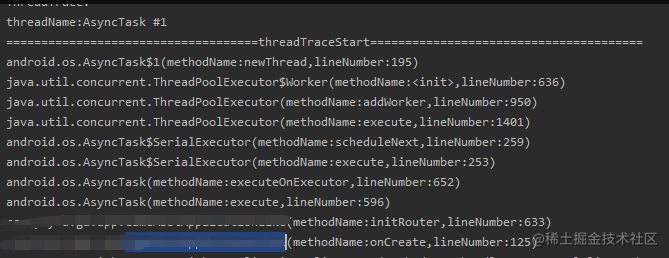 threadName:AsyncTask #1
====================================threadTraceStart=======================================
android.os.AsyncTask$1(methodName:newThread,lineNumber:195)
java.util.concurrent.ThreadPoolExecutor$Worker(methodName:<init>,lineNumber:636)
java.util.concurrent.ThreadPoolExecutor(methodName:addWorker,lineNumber:950)
java.util.concurrent.ThreadPoolExecutor(methodName:execute,lineNumber:1401)
android.os.AsyncTask$SerialExecutor(methodName:scheduleNext,lineNumber:259)
android.os.AsyncTask$SerialExecutor(methodName:execute,lineNumber:253)
android.os.AsyncTask(methodName:executeOnExecutor,lineNumber:652)
android.os.AsyncTask(methodName:execute,lineNumber:596)
(methodName:initRouter,lineNumber:633)
(methodName:onCreate,lineNumber:125)
@稀土掘金技术社区